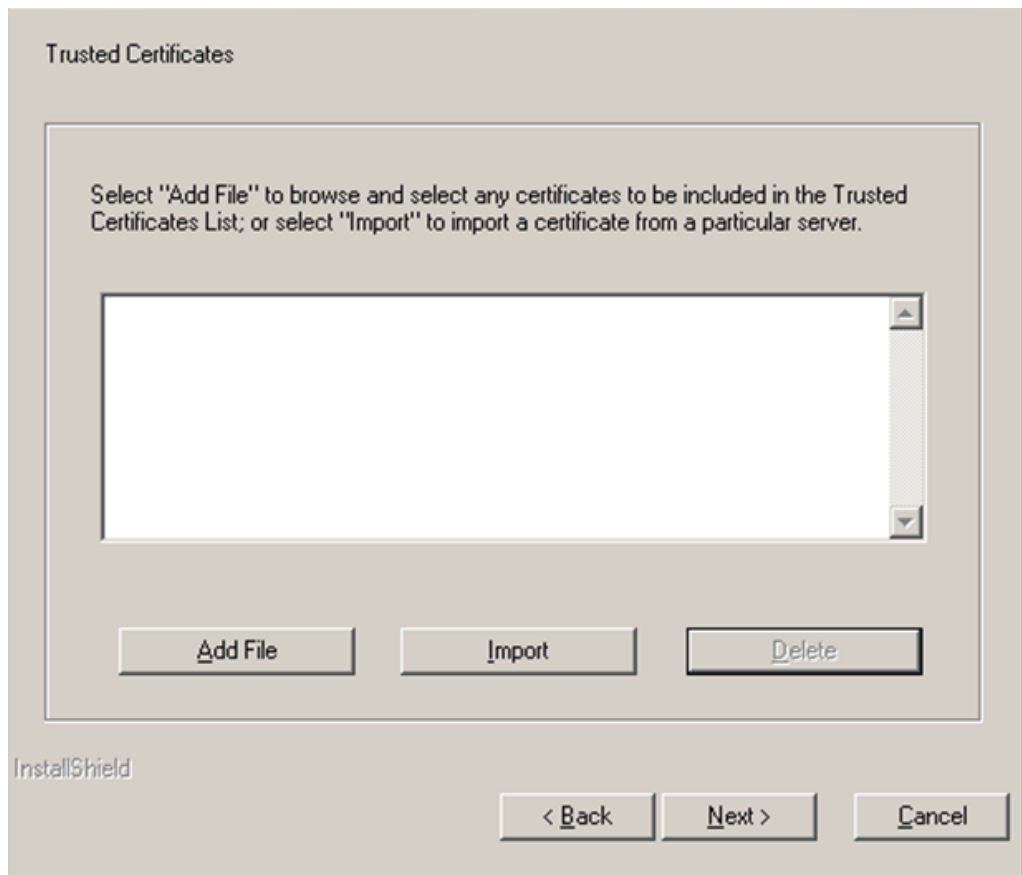 Trusted Certificates
Select "Add File" to browse and select any certificates to be included in the Trusted
Certificates List; or select "Import" to import a certificate from a particular server.
Add File
Import
Delete
InstallShield
< Back
Next >
Cancel